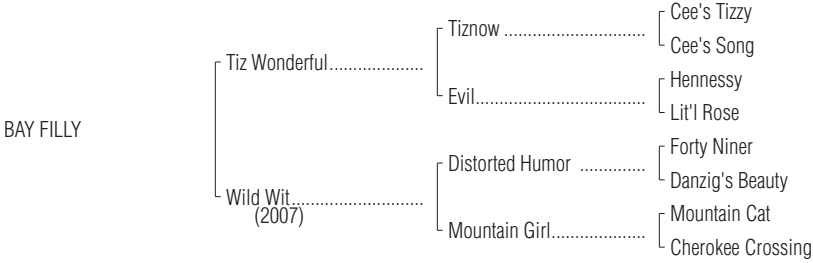 Cee's Tizzy
Tiznow ..............................
Cee's Song
Tiz Wonderful....................
Hennessy
Evil....................................
Lit'l Rose
BAY FILLY
Forty Niner
Distorted Humor ..............
Danzig's Beauty
Wild Wit............................
(2007)
Mountain Cat
Mountain Girl....................
Cherokee Crossing